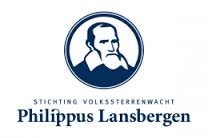 STICHTING VOLKSSTERRENWACHT
Philippus Lansbergen